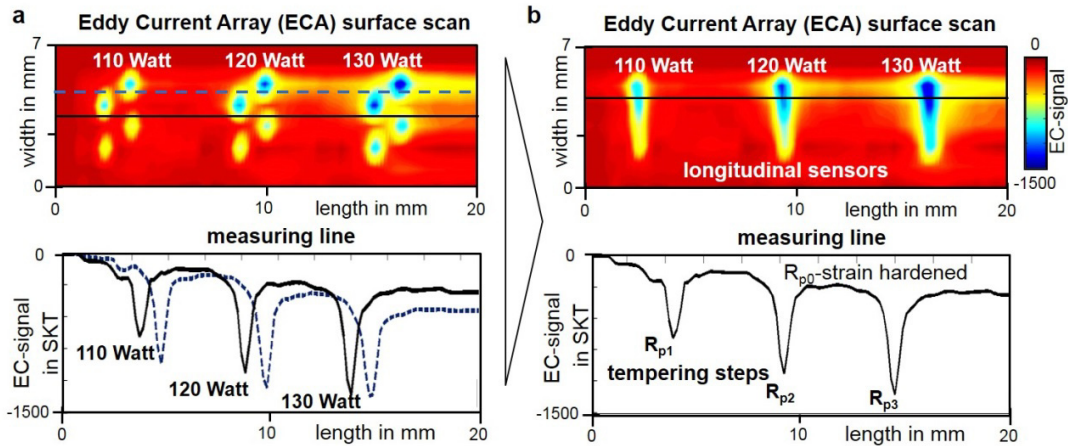 a
Eddy Current Array (ECA) surface scan
7
width in mm
0
110 Watt
120 Watt
130 Watt
0
10
length in mm
20
measuring line
0
EC-signal
in SKT
-1500
110 Watt
120 Watt
130 Watt
0
10
length in mm
20
b
Eddy Current Array (ECA) surface scan
7
width in mm
0
110 Watt
120 Watt
130 Watt
longitudinal sensors
0
10
length in mm
20
0
EC-signal
-1500
measuring line
0
EC-signal
in SKT
-1500
Rp0-strain hardened
Rp1
tempering steps
Rp2
Rp3
0
10
length in mm
20